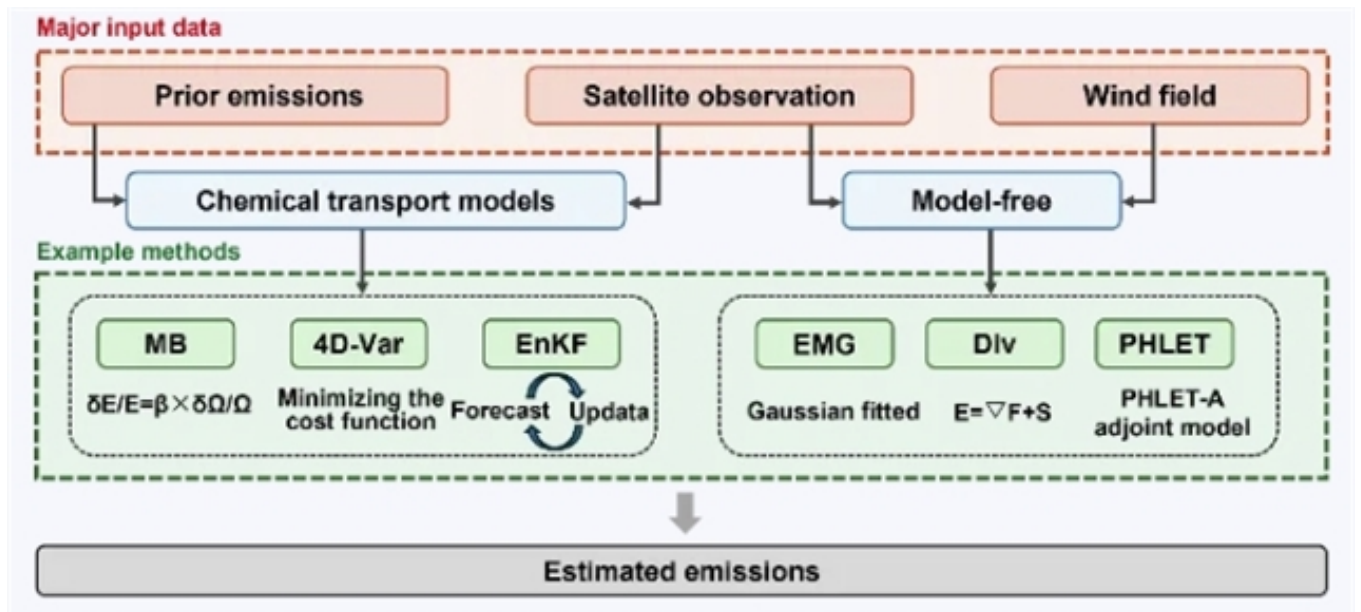 Major input data
Prior emissions
Satellite observation
Wind field
Chemical transport models
Model-free
Example methods
MB
4D-Var
EnKF
δE/E=β×δΩ/Ω
Minimizing the
cost function
Forecast
Updata
EMG
Div
PHLET
Gaussian fitted
E=▽F+S
PHLET-A
adjoint model
Estimated emissions